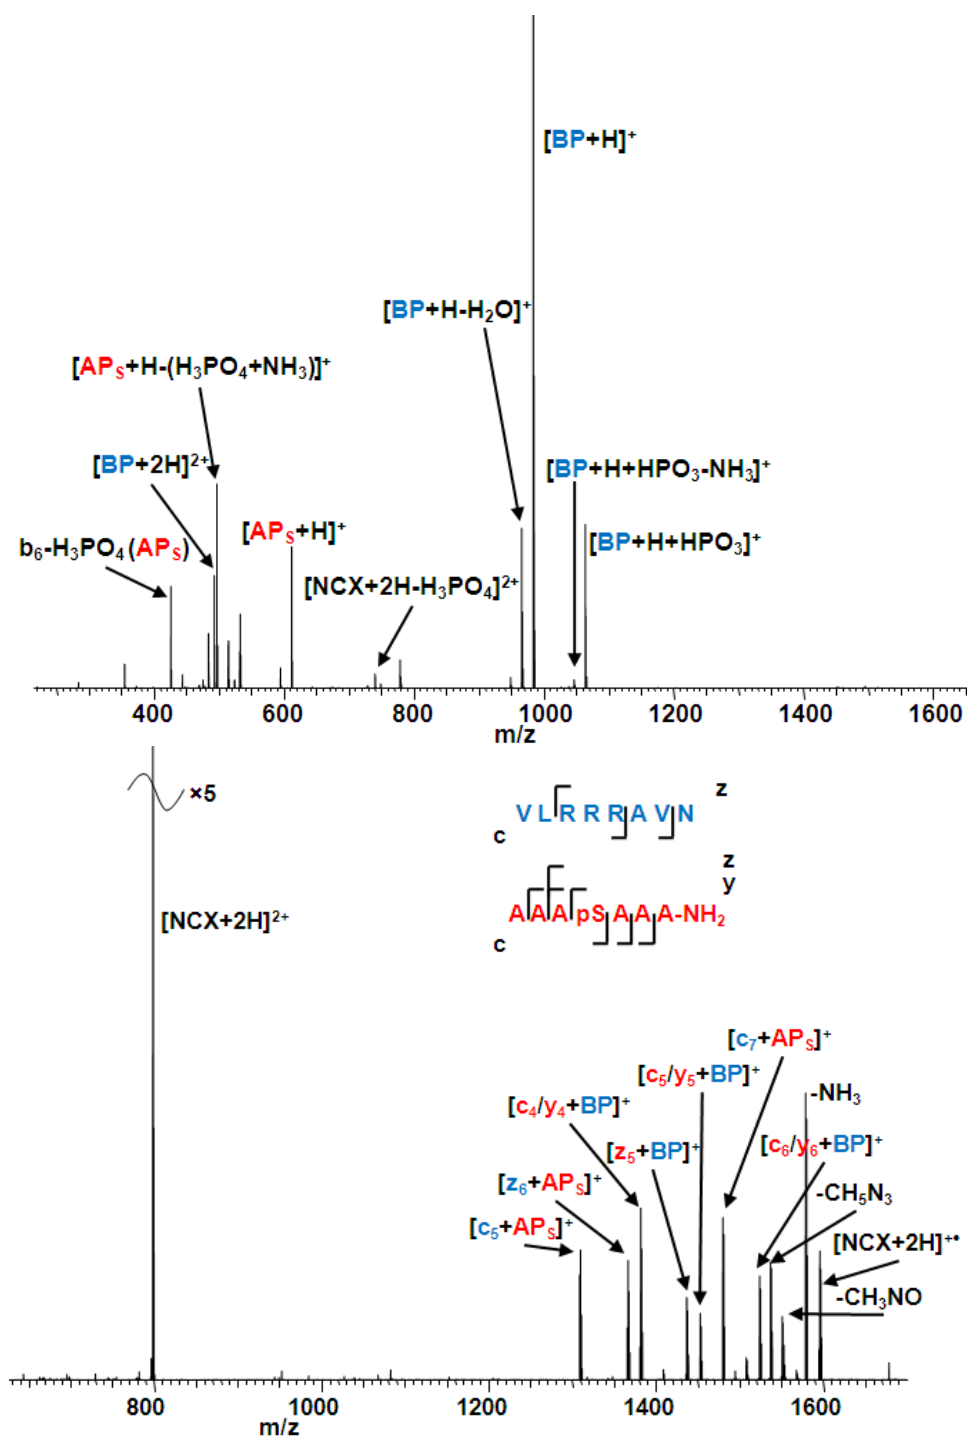 [BP+H]⁺
[BP+H-H₂O]⁺
[APₛ+H-(H₃PO₄+NH₃)]⁺
[BP+2H]²⁺
[BP+H+HPO₃-NH₃]⁺
b₆-H₃PO₄(APₛ)
[APₛ+H]⁺
[BP+H+HPO₃]⁺
[NCX+2H-H₃PO₄]²⁺
400 600 800 1000 1200 1400 1600
m/z
×5
z
V L R R R A V N
c
[NCX+2H]²⁺
z
y
A A A pS A A A-NH₂
c
[c₇+APₛ]⁺
[c₅/y₅+BP]⁺
-NH₃
[c₄/y₄+BP]⁺
[z₅+BP]⁺
[c₆/y₆+BP]⁺
[z₆+APₛ]⁺
-CH₅N₃
[c₅+APₛ]⁺
[NCX+2H]⁺•
-CH₃NO
800 1000 1200 1400 1600
m/z